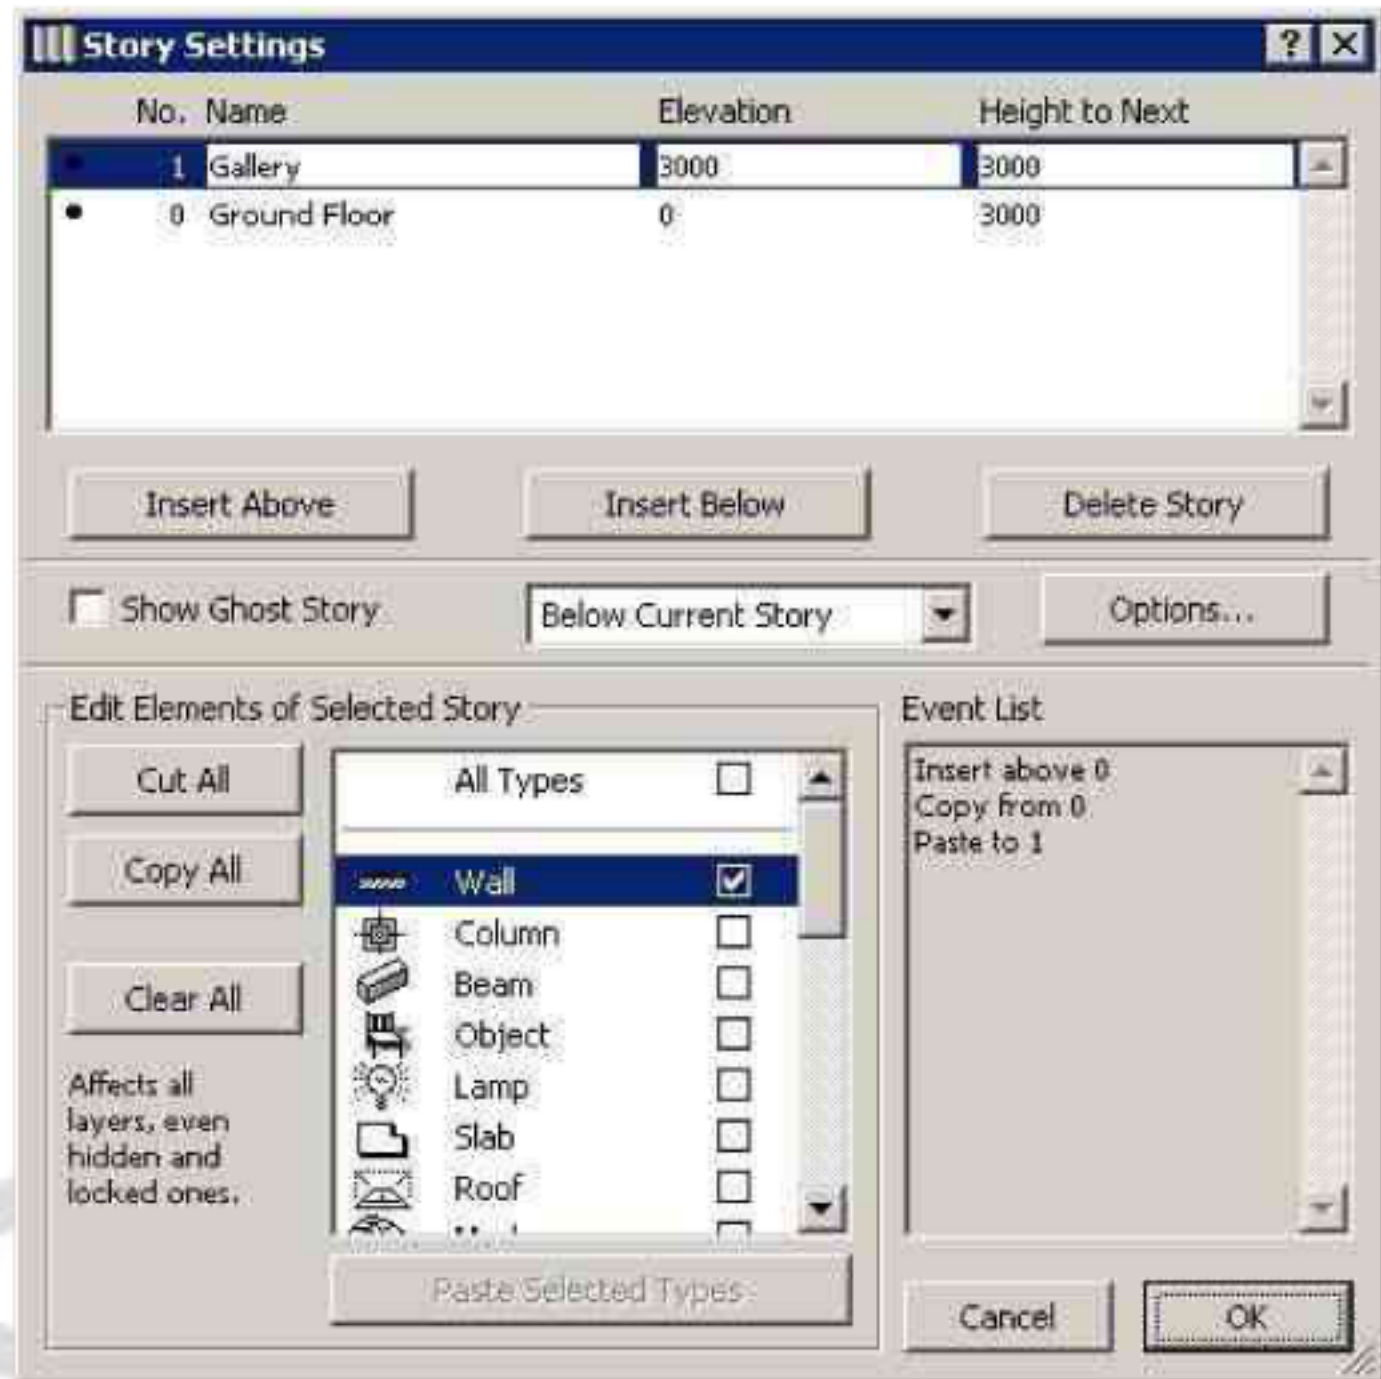 Story Settings
No. Name Elevation Height to Next
1 Gallery 3000 3000
0 Ground Floor 0 3000
Insert Above Insert Below Delete Story
Show Ghost Story Below Current Story Options...
Edit Elements of Selected Story
Cut All
Copy All
Clear All
Affects all
layers, even
hidden and
locked ones.
All Types
Wall
Column
Beam
Object
Lamp
Slab
Roof
Paste Selected Types
Event List
Insert above 0
Copy from 0
Paste to 1
Cancel OK